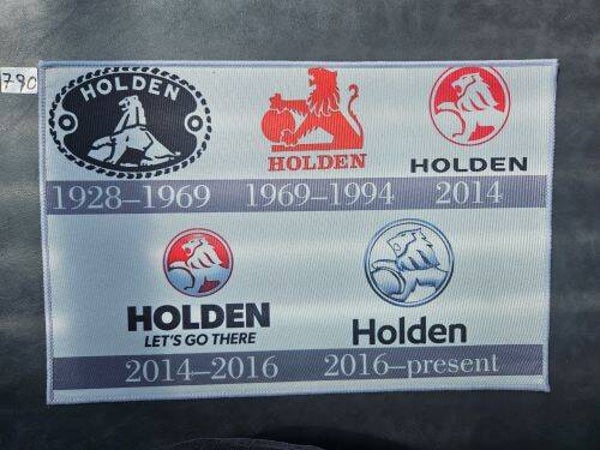 790
HOLDEN
HOLDEN
HOLDEN
1928–1969
1969–1994
2014
HOLDEN
LET'S GO THERE
Holden
2014–2016
2016–present